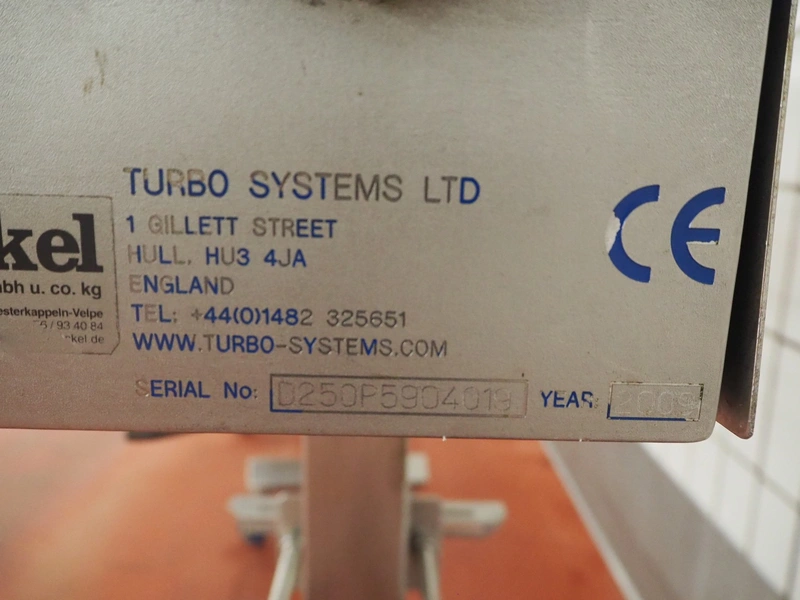 TURBO SYSTEMS LTD
1 GILLETT STREET
HULL. HU3 4JA
ENGLAND
TEL: +44(0)1482 325651
WWW.TURBO-SYSTEMS.COM
SERIAL No: D250P5904019 YEAR:
CE
kel
mbh u. co. kg
esterkappeln-Velpe
5 / 93 40 84
kel.de